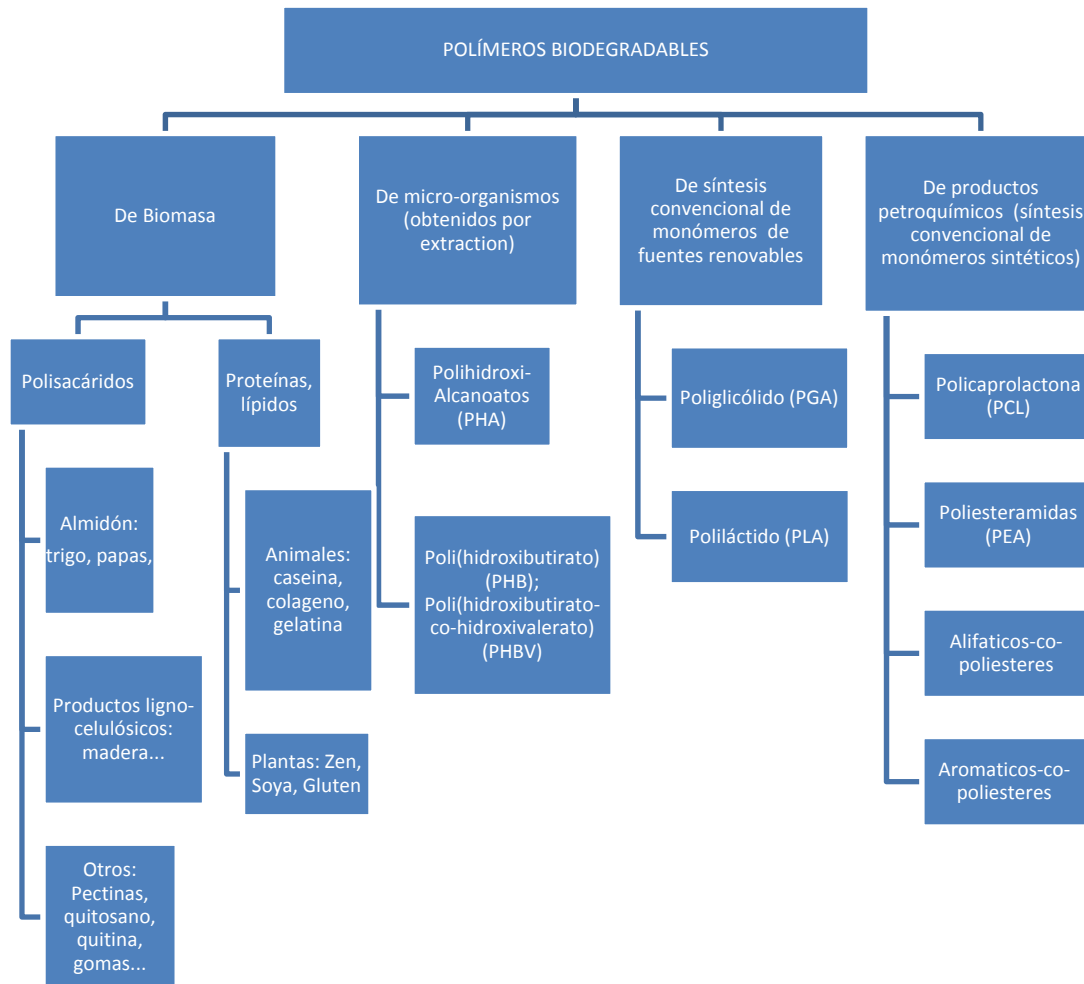 POLÍMEROS BIODEGRADABLES
De Biomasa
De micro-organismos
(obtenidos por
extraction)
De síntesis
convencional de
monómeros de
fuentes renovables
De productos
petroquímicos (síntesis
convencional de
monómeros sintéticos)
Polisacáridos
Almidón:
trigo, papas,
Productos ligno-
celulósicos:
madera...
Otros:
Pectinas,
quitosano,
quitina,
gomas...
Proteínas,
lípidos
Animales:
caseina,
colageno,
gelatina
Plantas: Zen,
Soya, Gluten
Polihidroxi-
Alcanoatos
(PHA)
Poli(hidroxibutirato)
(PHB);
Poli(hidroxibutirato-
co-hidroxivalerato)
(PHBV)
Poliglicólido (PGA)
Poliláctido (PLA)
Policaprolactona
(PCL)
Poliesteramidas
(PEA)
Alifaticos-co-
poliesteres
Aromaticos-co-
poliesteres